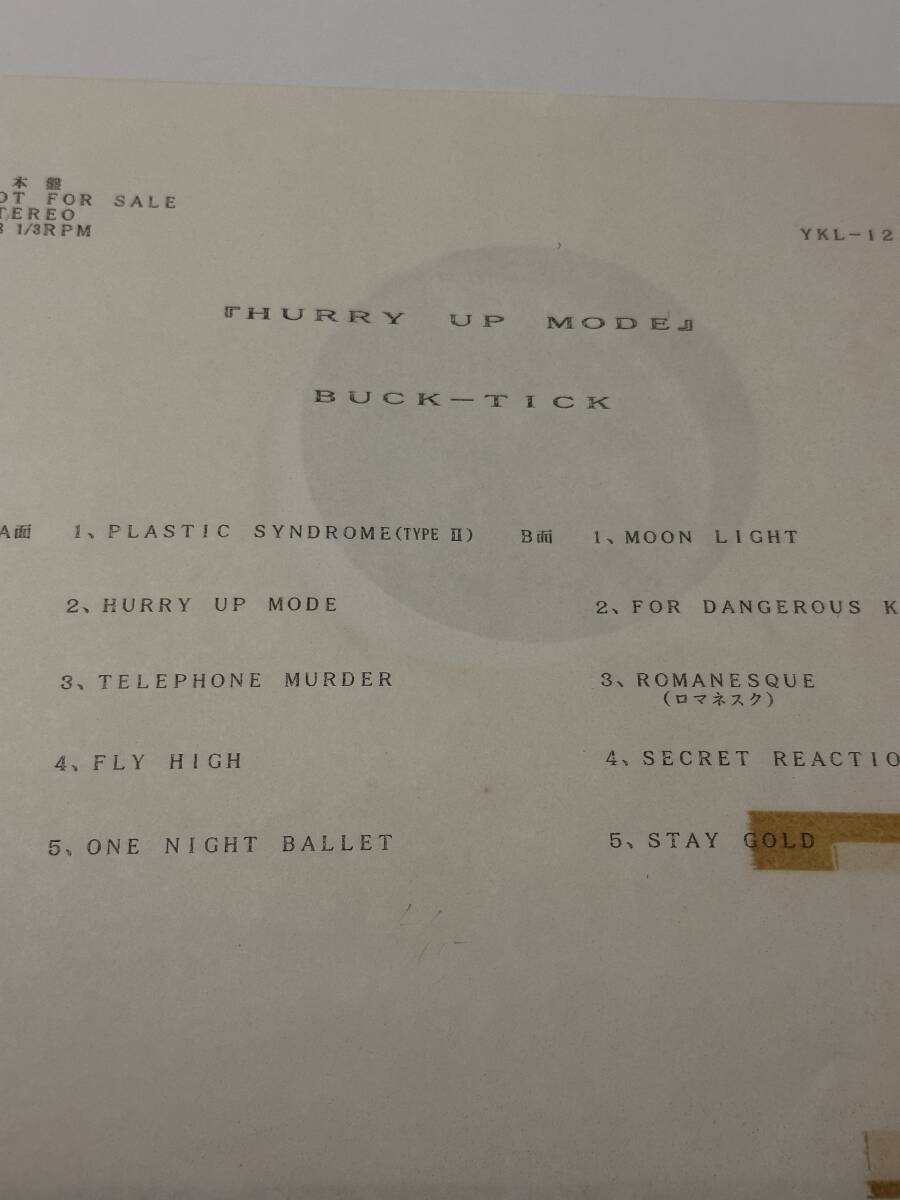 本盤
OT FOR SALE
TEREO
3 1/3RPM
YKL-12
『HURRY UP MODE』
BUCK-TICK
A面 1、PLASTIC SYNDROME(TYPE Ⅱ)
2、HURRY UP MODE
3、TELEPHONE MURDER
4、FLY HIGH
5、ONE NIGHT BALLET
B面 1、MOON LIGHT
2、FOR DANGEROUS K
3、ROMANESQUE
(ロマネスク)
4、SECRET REACTIO
5、STAY GOLD